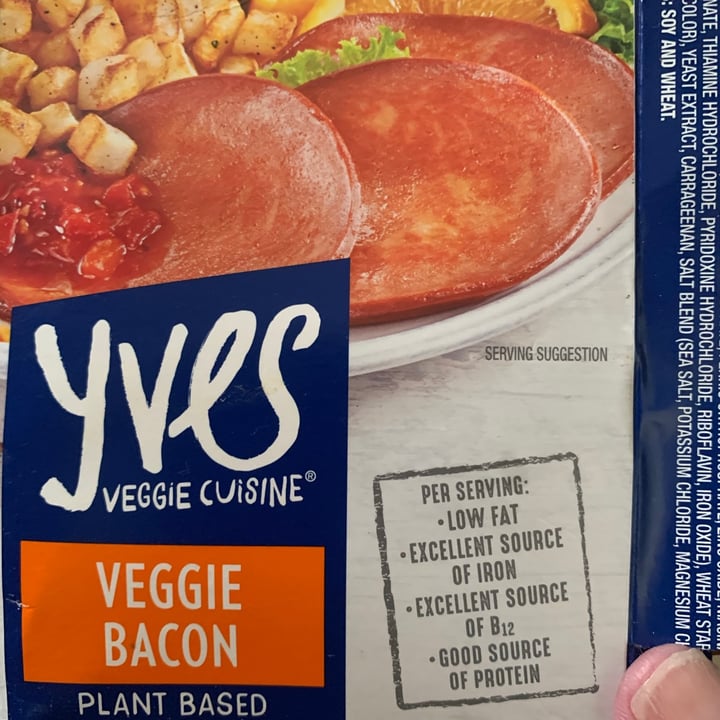 yves
VEGGIE CUiSINE®
VEGGIE
BACON
PLANT BASED
SERVING SUGGESTION
PER SERVING:
•LOW FAT
•EXCELLENT SOURCE
OF IRON
•EXCELLENT SOURCE
OF B12
•GOOD SOURCE
OF PROTEIN
NATE, THIAMINE HYDROCHLORIDE, PYRIDOXINE HYDROCHLORIDE, RIBOFLAVIN, IRON OXIDE), WHEAT STAR
COLOR), YEAST EXTRACT, CARRAGEENAN, SALT BLEND (SEA SALT, POTASSIUM CHLORIDE, MAGNESIUM C
: SOY AND WHEAT.